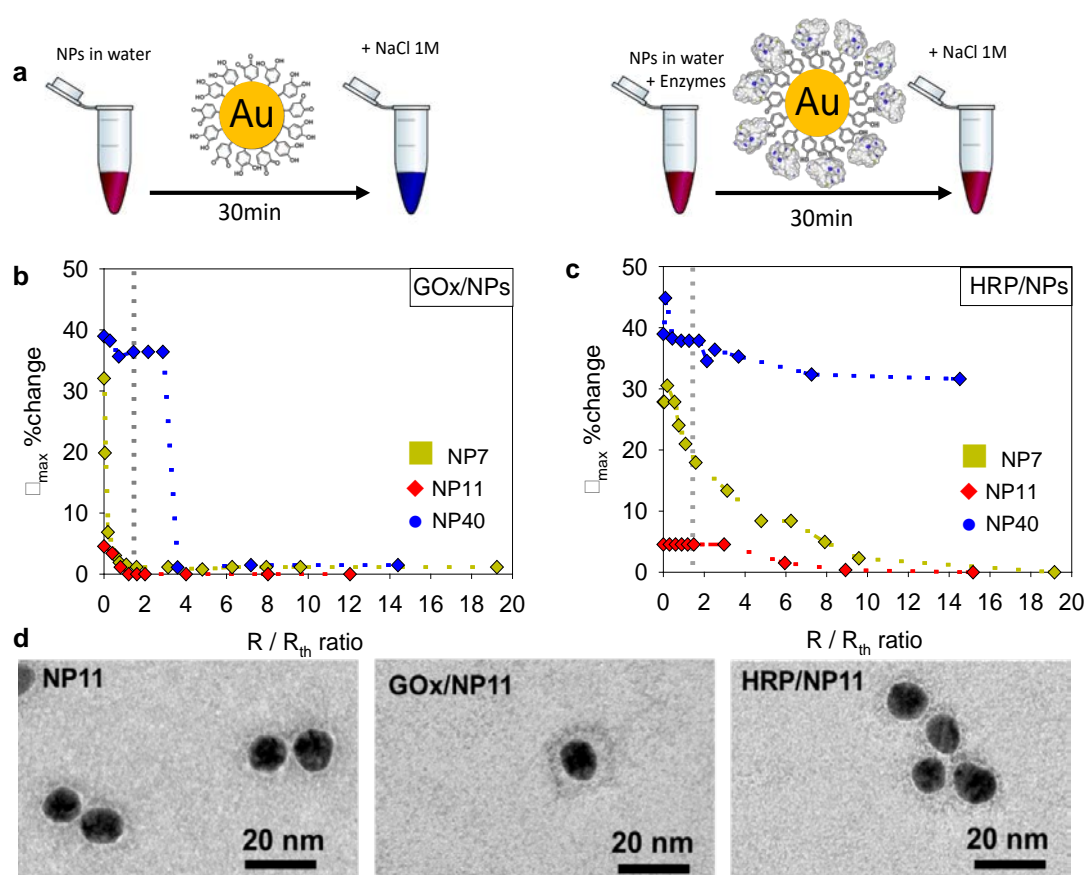 a
NPs in water
+ NaCl 1M
Au
30min
NPs in water
+ Enzymes
+ NaCl 1M
Au
30min
b
50
40
30
20
10
0
□max %change
GOx/NPs
NP7
NP11
NP40
0 2 4 6 8 10 12 14 16 18 20
R / Rth ratio
c
50
40
30
20
10
0
□max %change
HRP/NPs
NP7
NP11
NP40
0 2 4 6 8 10 12 14 16 18 20
R / Rth ratio
d
NP11
20 nm
GOx/NP11
20 nm
HRP/NP11
20 nm